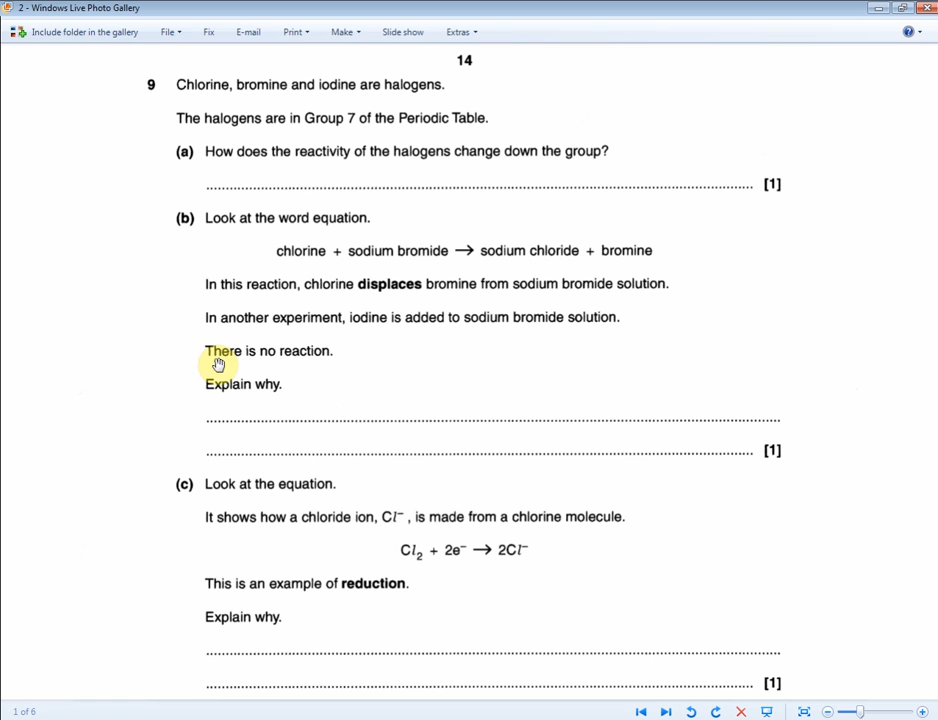 2 - Windows Live Photo Gallery
Include folder in the gallery File Fix E-mail Print Make Slide show Extras
14
9 Chlorine, bromine and iodine are halogens.
The halogens are in Group 7 of the Periodic Table.
(a) How does the reactivity of the halogens change down the group?
.......................................................................................................................................... [1]
(b) Look at the word equation.
chlorine + sodium bromide → sodium chloride + bromine
In this reaction, chlorine displaces bromine from sodium bromide solution.
In another experiment, iodine is added to sodium bromide solution.
There is no reaction.
Explain why.
..........................................................................................................................................
.......................................................................................................................................... [1]
(c) Look at the equation.
It shows how a chloride ion, Cl⁻, is made from a chlorine molecule.
Cl₂ + 2e⁻ → 2Cl⁻
This is an example of reduction.
Explain why.
..........................................................................................................................................
.......................................................................................................................................... [1]
1 of 6